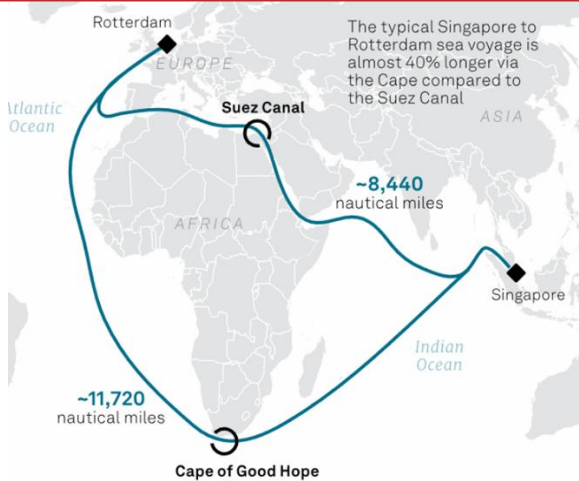 Rotterdam
The typical Singapore to
Rotterdam sea voyage is
almost 40% longer via
the Cape compared to
the Suez Canal
EUROPE
Atlantic
Ocean
Suez Canal
ASIA
~8,440
nautical miles
AFRICA
Singapore
Indian
Ocean
~11,720
nautical miles
Cape of Good Hope